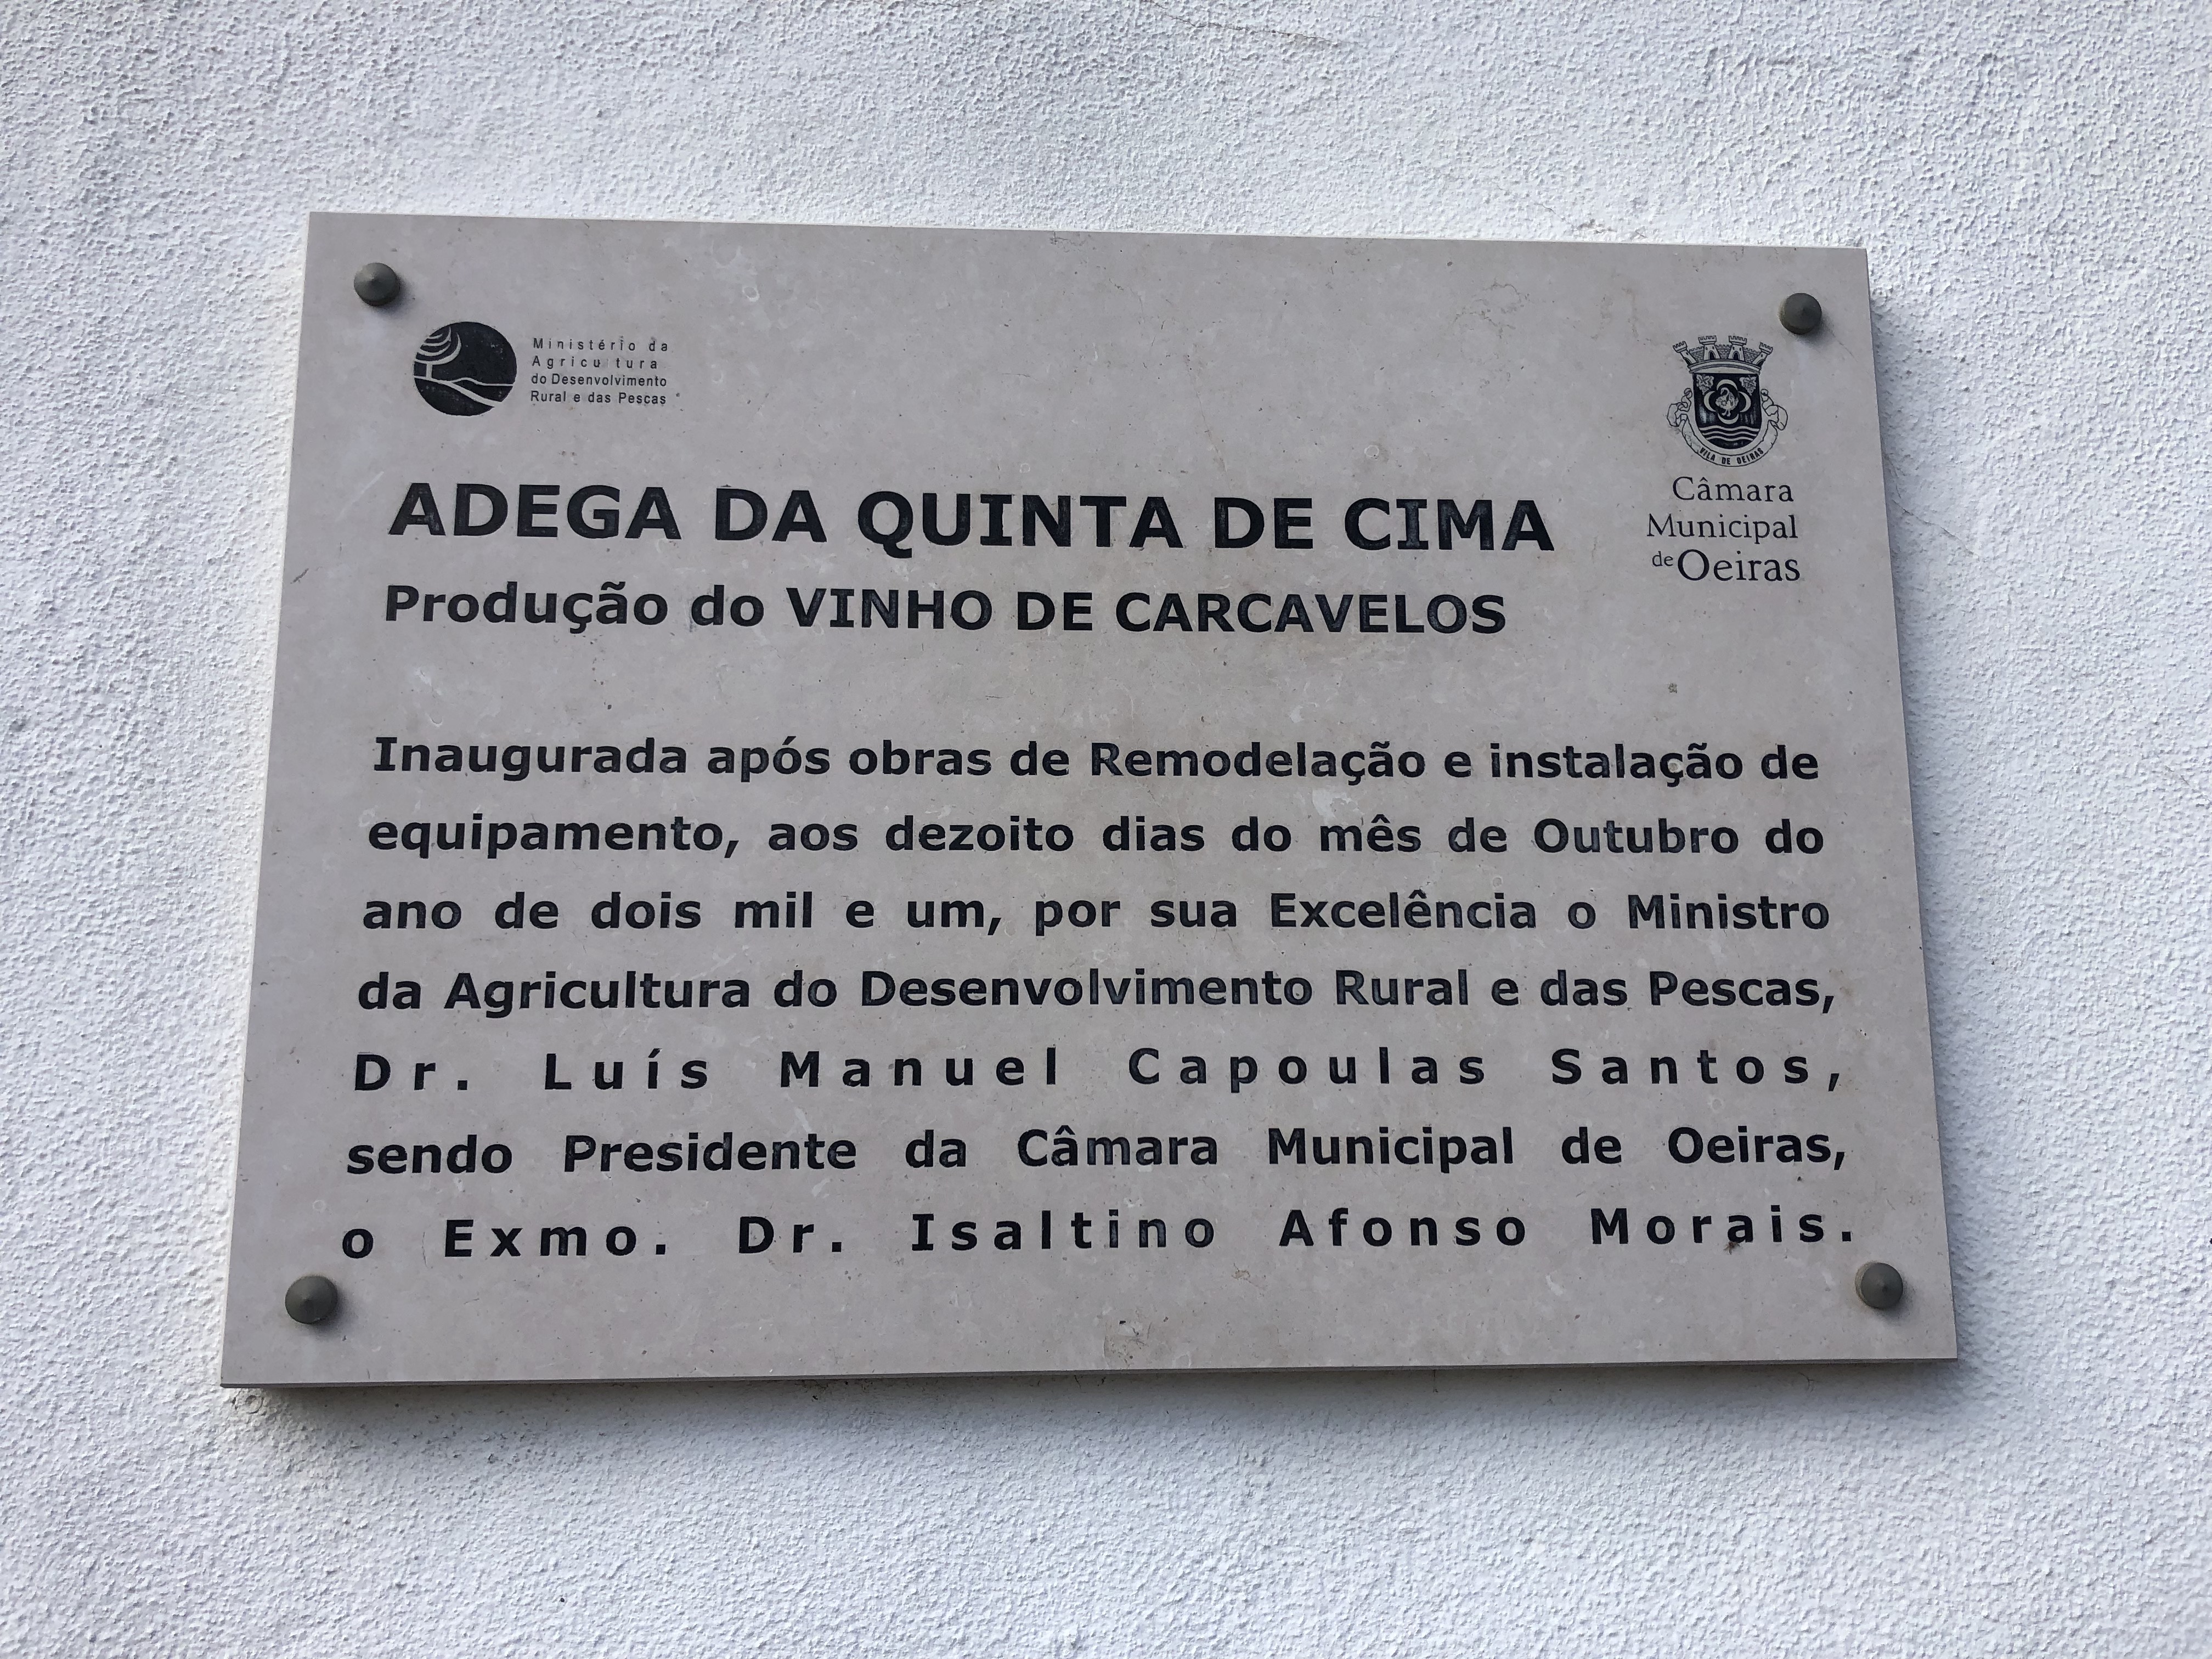 Ministério da
Agricultura
do Desenvolvimento
Rural e das Pescas
VILA DE OEIRAS
Câmara
Municipal
de Oeiras
ADEGA DA QUINTA DE CIMA
Produção do VINHO DE CARCAVELOS
Inaugurada após obras de Remodelação e instalação de
equipamento, aos dezoito dias do mês de Outubro do
ano de dois mil e um, por sua Excelência o Ministro
da Agricultura do Desenvolvimento Rural e das Pescas,
Dr. Luís Manuel Capoulas Santos,
sendo Presidente da Câmara Municipal de Oeiras,
o Exmo. Dr. Isaltino Afonso Morais.